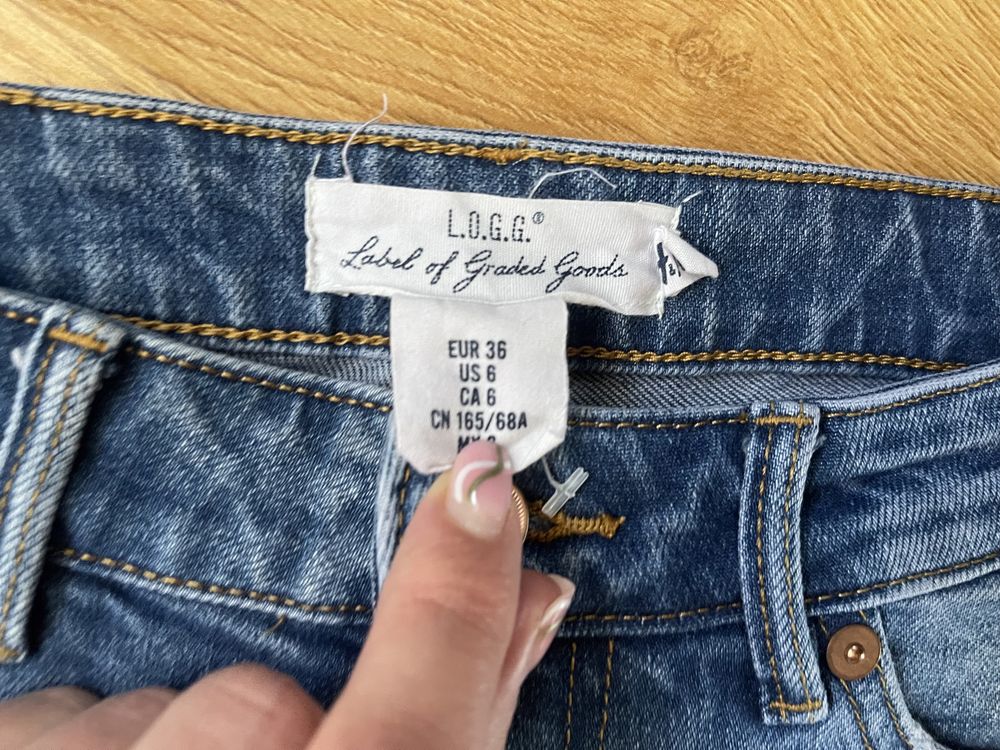 L.O.G.G.®
Label of Graded Goods
EUR 36
US 6
CA 6
CN 165/68A